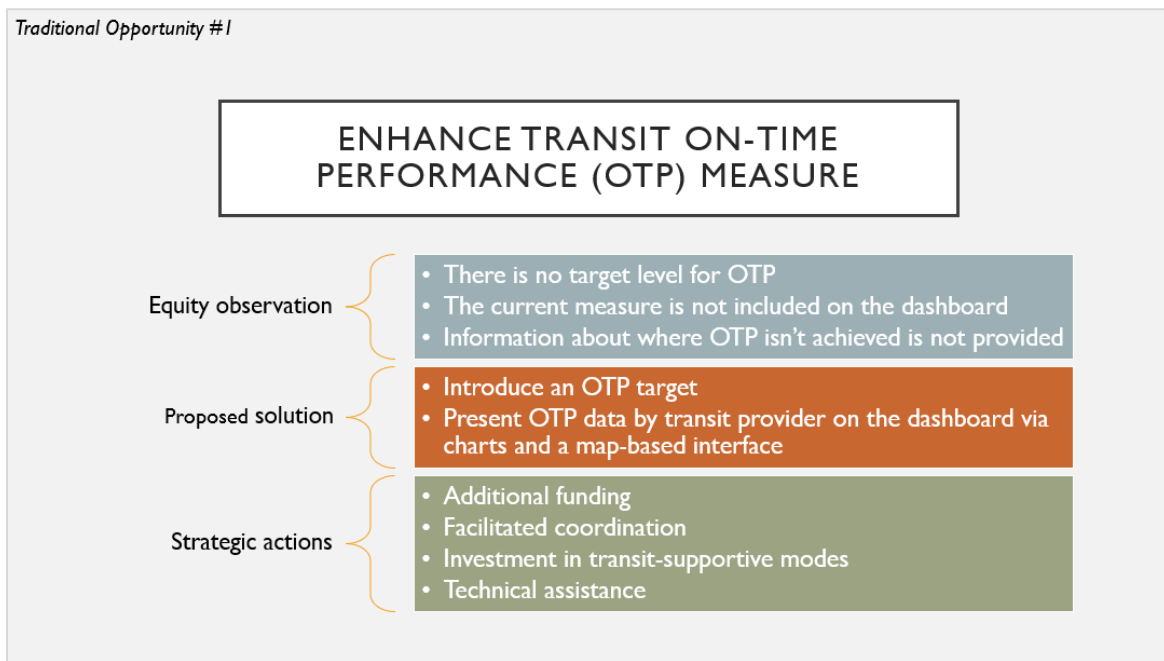 Traditional Opportunity #1
ENHANCE TRANSIT ON-TIME
PERFORMANCE (OTP) MEASURE
Equity observation
• There is no target level for OTP
• The current measure is not included on the dashboard
• Information about where OTP isn't achieved is not provided
Proposed solution
• Introduce an OTP target
• Present OTP data by transit provider on the dashboard via
charts and a map-based interface
Strategic actions
• Additional funding
• Facilitated coordination
• Investment in transit-supportive modes
• Technical assistance